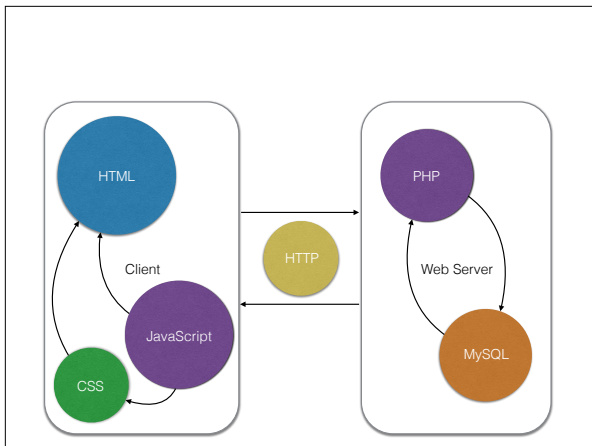 HTML
Client
JavaScript
CSS
HTTP
PHP
Web Server
MySQL